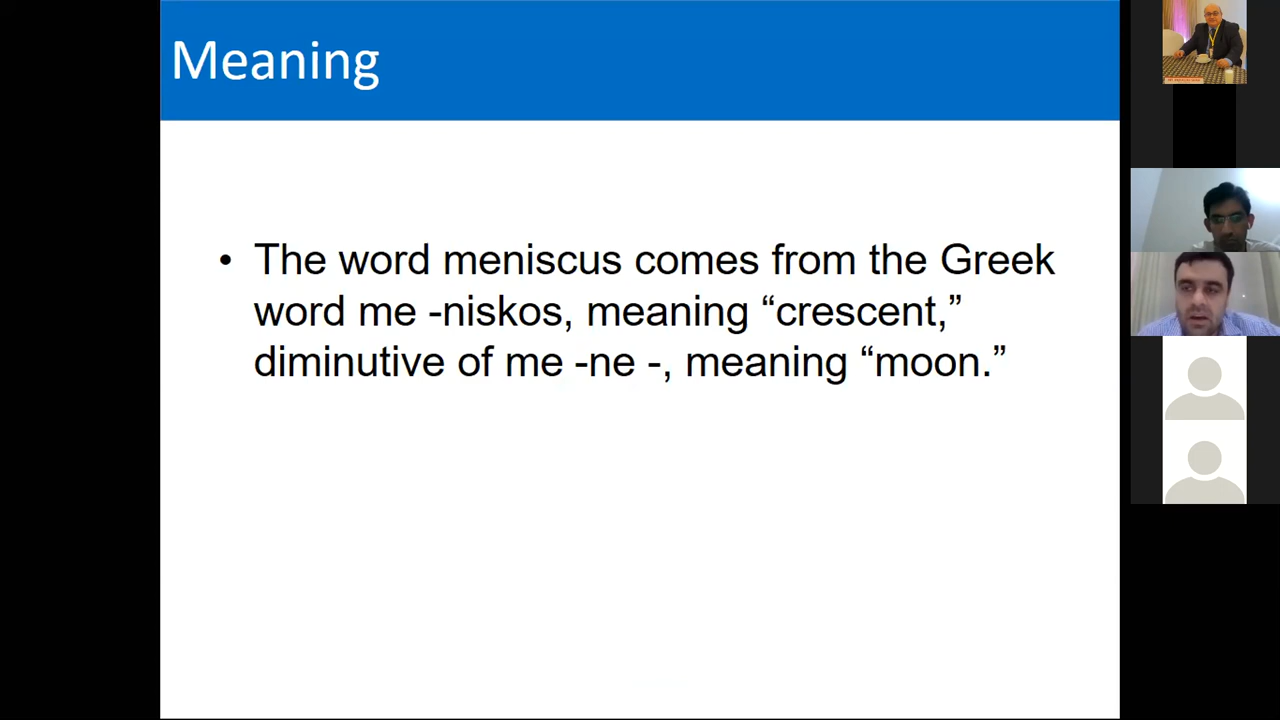 Meaning
• The word meniscus comes from the Greek
word me -niskos, meaning “crescent,”
diminutive of me -ne -, meaning “moon.”